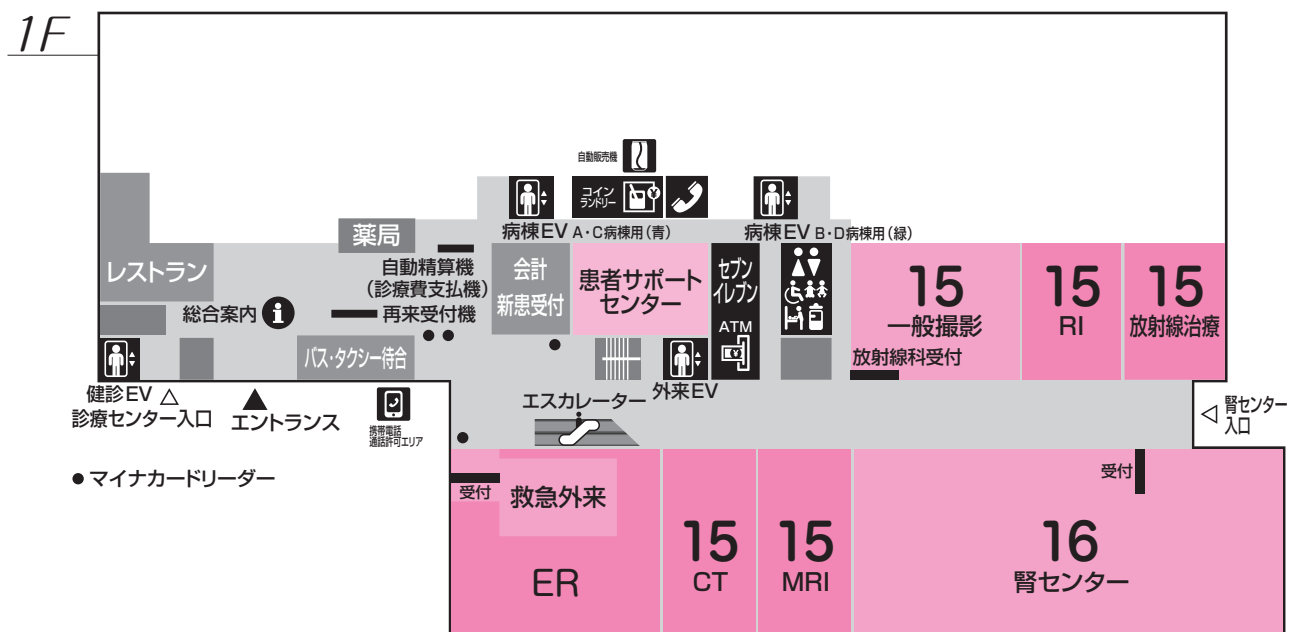 1F
自動販売機
コイン
ランドリー
病棟EV A・C病棟用(青)
病棟EV B・D病棟用(緑)
薬局
自動精算機
(診療費支払機)
再来受付機
会計
新患受付
患者サポート
センター
セブン
イレブン
ATM
15
一般撮影
放射線科受付
15
RI
15
放射線治療
レストラン
総合案内
バス・タクシー待合
健診EV
診療センター入口
エントランス
携帯電話
通話許可エリア
エスカレーター
外来EV
腎センター
入口
●マイナカードリーダー
受付
救急外来
ER
15
CT
15
MRI
受付
16
腎センター